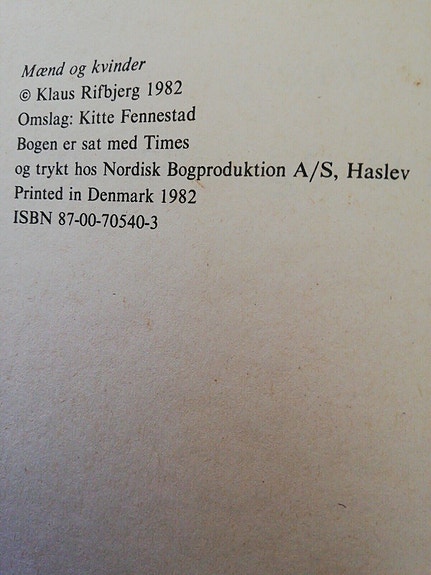 Mænd og kvinder
© Klaus Rifbjerg 1982
Omslag: Kitte Fennestad
Bogen er sat med Times
og trykt hos Nordisk Bogproduktion A/S, Haslev
Printed in Denmark 1982
ISBN 87-00-70540-3